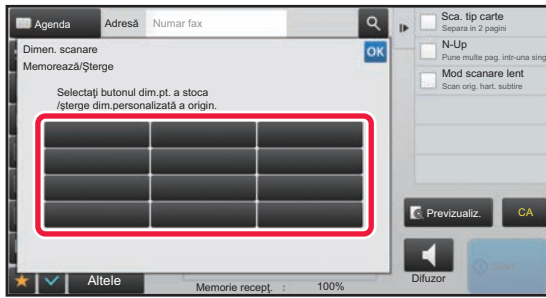 Agenda
Adresă
Numar fax
Dimen. scanare
OK
Memorează/Şterge
Selectaţi butonul dim.pt. a stoca
/şterge dim.personalizată a origin.
Sca. tip carte
Separa in 2 pagini
N-Up
Pune multe pag. intr-una sing
Mod scanare lent
Scan orig. hart. subtire
Previzualiz.
CA
Difuzor
Start
Altele
Memorie recepţ. : 100%